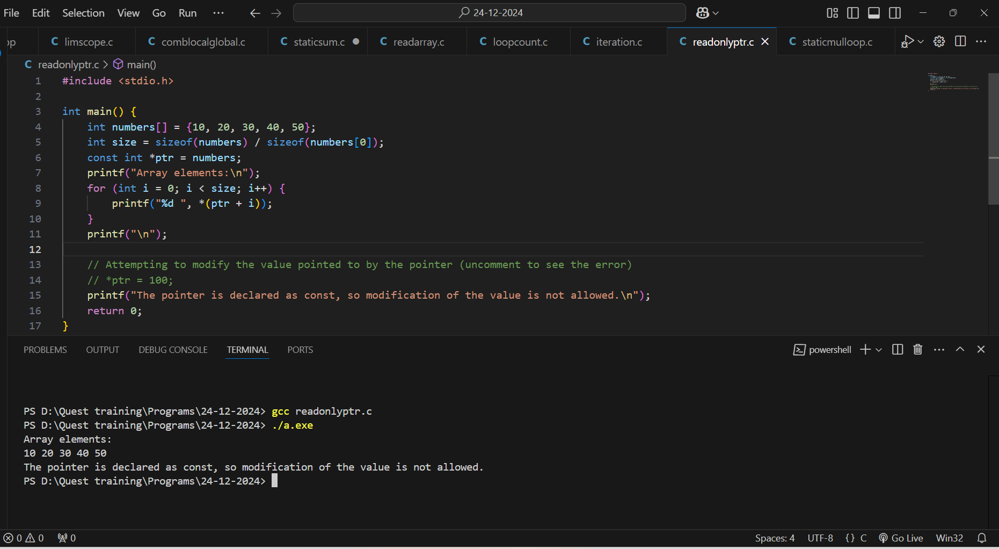 File Edit Selection View Go Run ··· 24-12-2024
pp C limscope.c C comblocalglobal.c C staticsum.c C readarray.c C loopcount.c C iteration.c C readonlyptr.c C staticmulloop.c
C readonlyptr.c > main()
1 #include <stdio.h>
2
3 int main() {
4     int numbers[] = {10, 20, 30, 40, 50};
5     int size = sizeof(numbers) / sizeof(numbers[0]);
6     const int *ptr = numbers;
7     printf("Array elements:\n");
8     for (int i = 0; i < size; i++) {
9         printf("%d ", *(ptr + i));
10     }
11     printf("\n");
12
13     // Attempting to modify the value pointed to by the pointer (uncomment to see the error)
14     // *ptr = 100;
15     printf("The pointer is declared as const, so modification of the value is not allowed.\n");
16     return 0;
17 }
PROBLEMS OUTPUT DEBUG CONSOLE TERMINAL PORTS powershell
PS D:\Quest training\Programs\24-12-2024> gcc readonlyptr.c
PS D:\Quest training\Programs\24-12-2024> ./a.exe
Array elements:
10 20 30 40 50
The pointer is declared as const, so modification of the value is not allowed.
PS D:\Quest training\Programs\24-12-2024>
0 0 0 Spaces: 4 UTF-8 {} C Go Live Win32